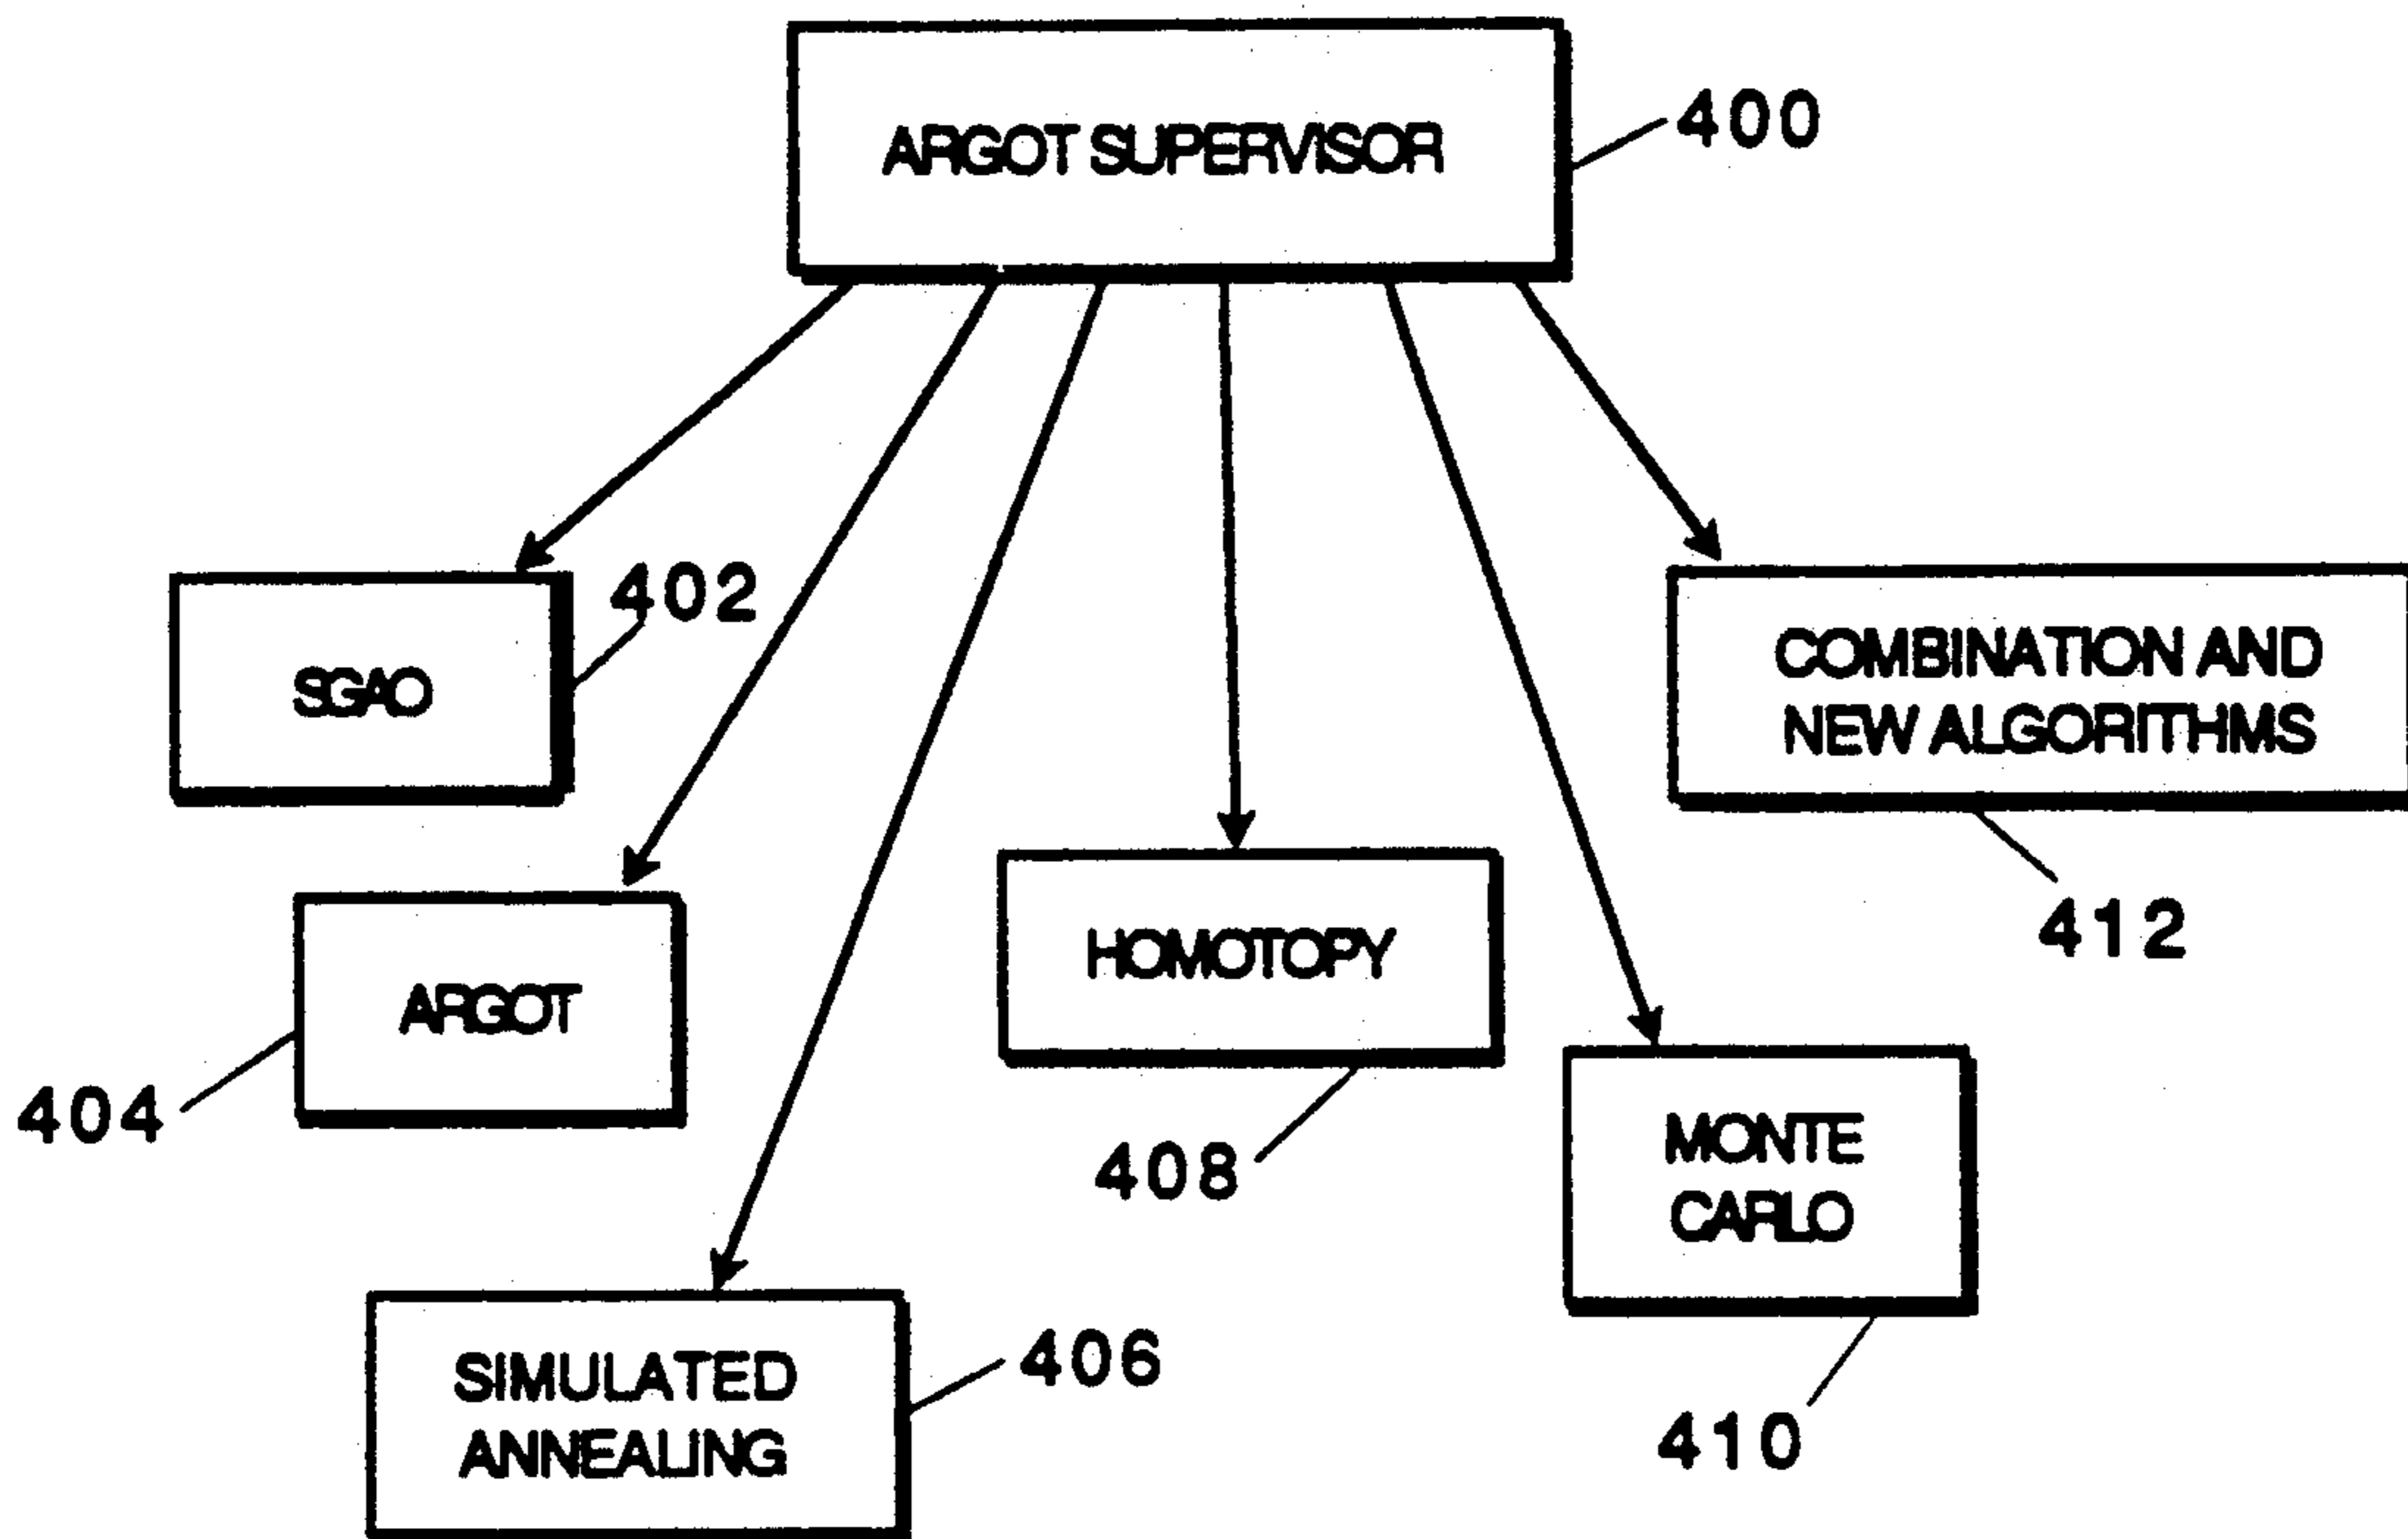 ARGOT SUPERVISOR
400
SGAO
402
COMBINATION AND
NEW ALGORITHMS
412
ARGOT
404
HOMOTOPY
408
MONTE
CARLO
410
SIMULATED
ANNEALING
406